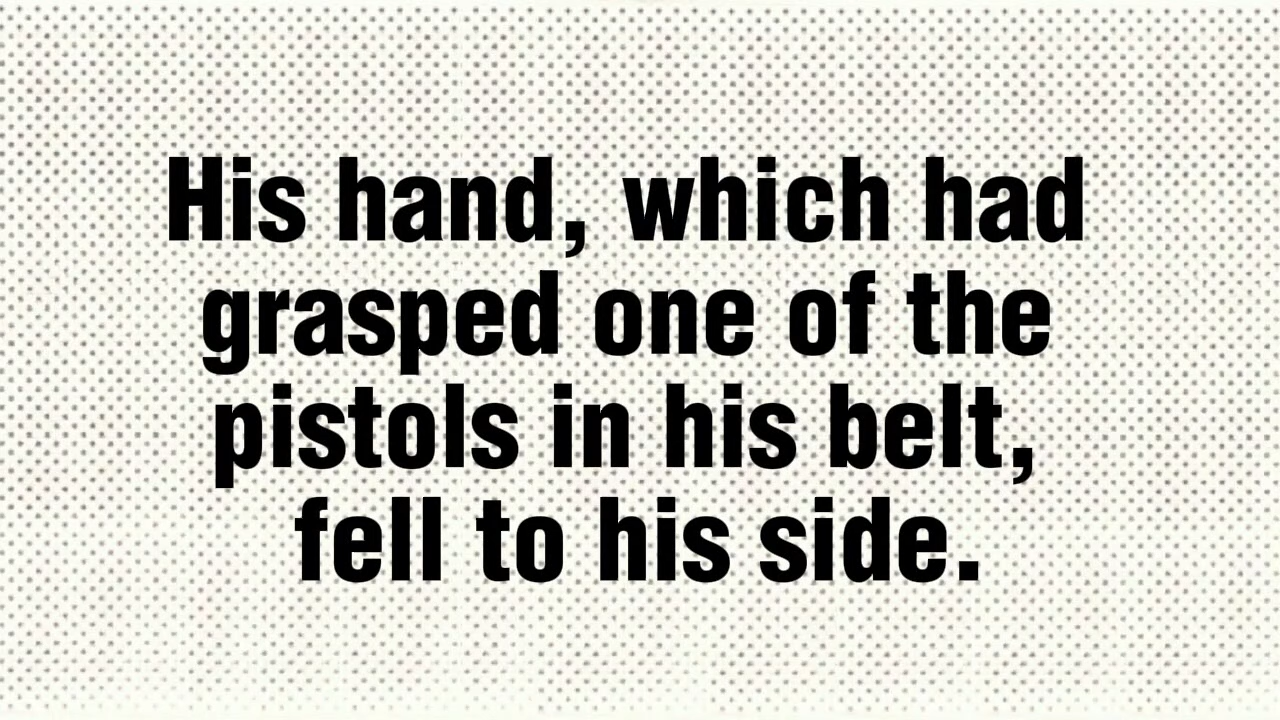 His hand, which had
grasped one of the
pistols in his belt,
fell to his side.